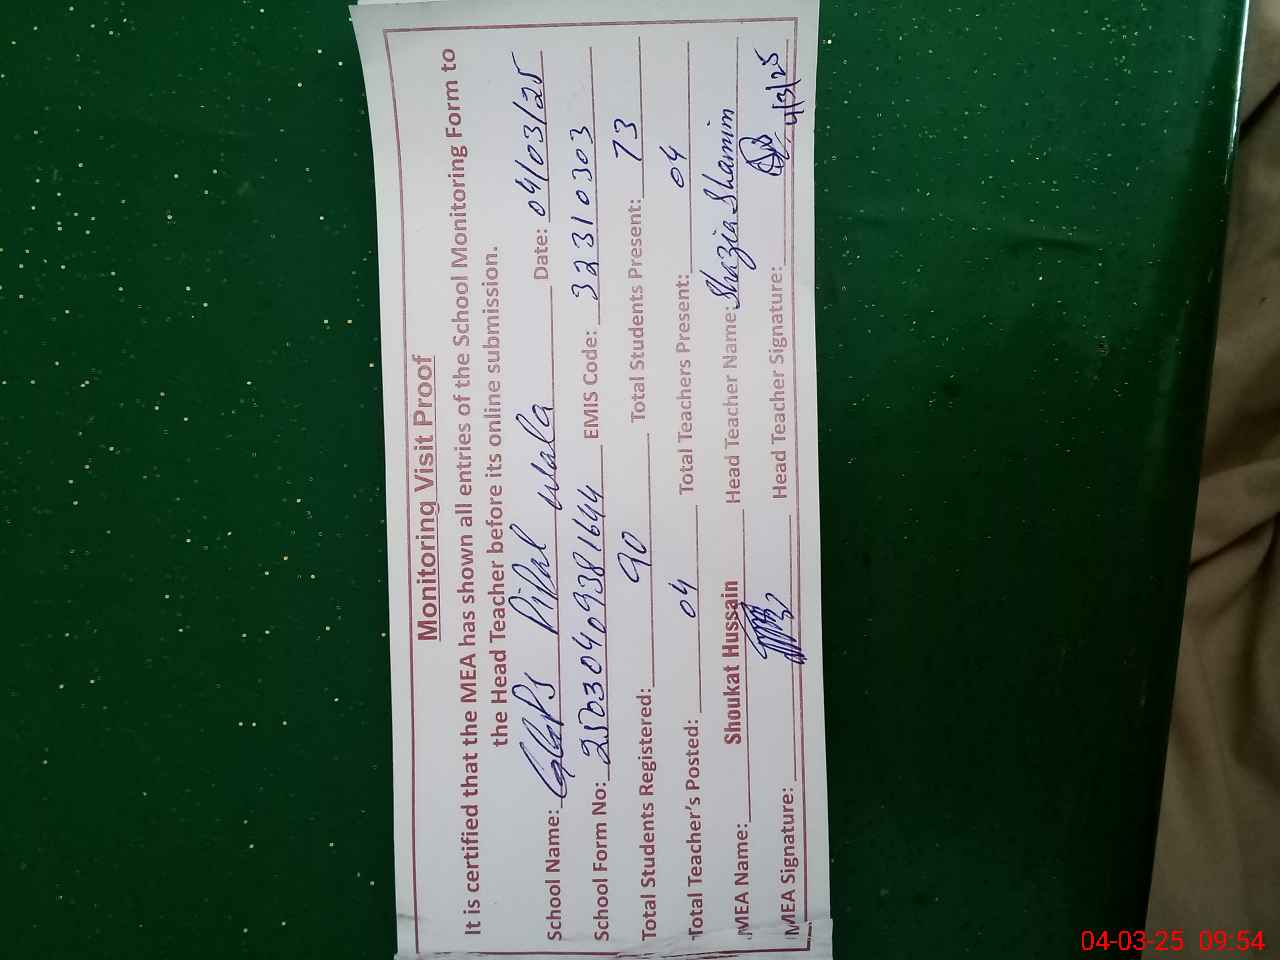 Monitoring Visit Proof
It is certified that the MEA has shown all entries of the School Monitoring Form to
the Head Teacher before its online submission.
School Name: GGPS Pipal wala Date: 04/03/25
School Form No: 25030409381644 EMIS Code: 32310303
Total Students Registered: 90 Total Students Present: 73
Total Teacher's Posted: 04 Total Teachers Present: 04
MEA Name: Shoukat Hussain Head Teacher Name: Shazia Shamim
MEA Signature: Head Teacher Signature: 4/3/25
04-03-25 09:54